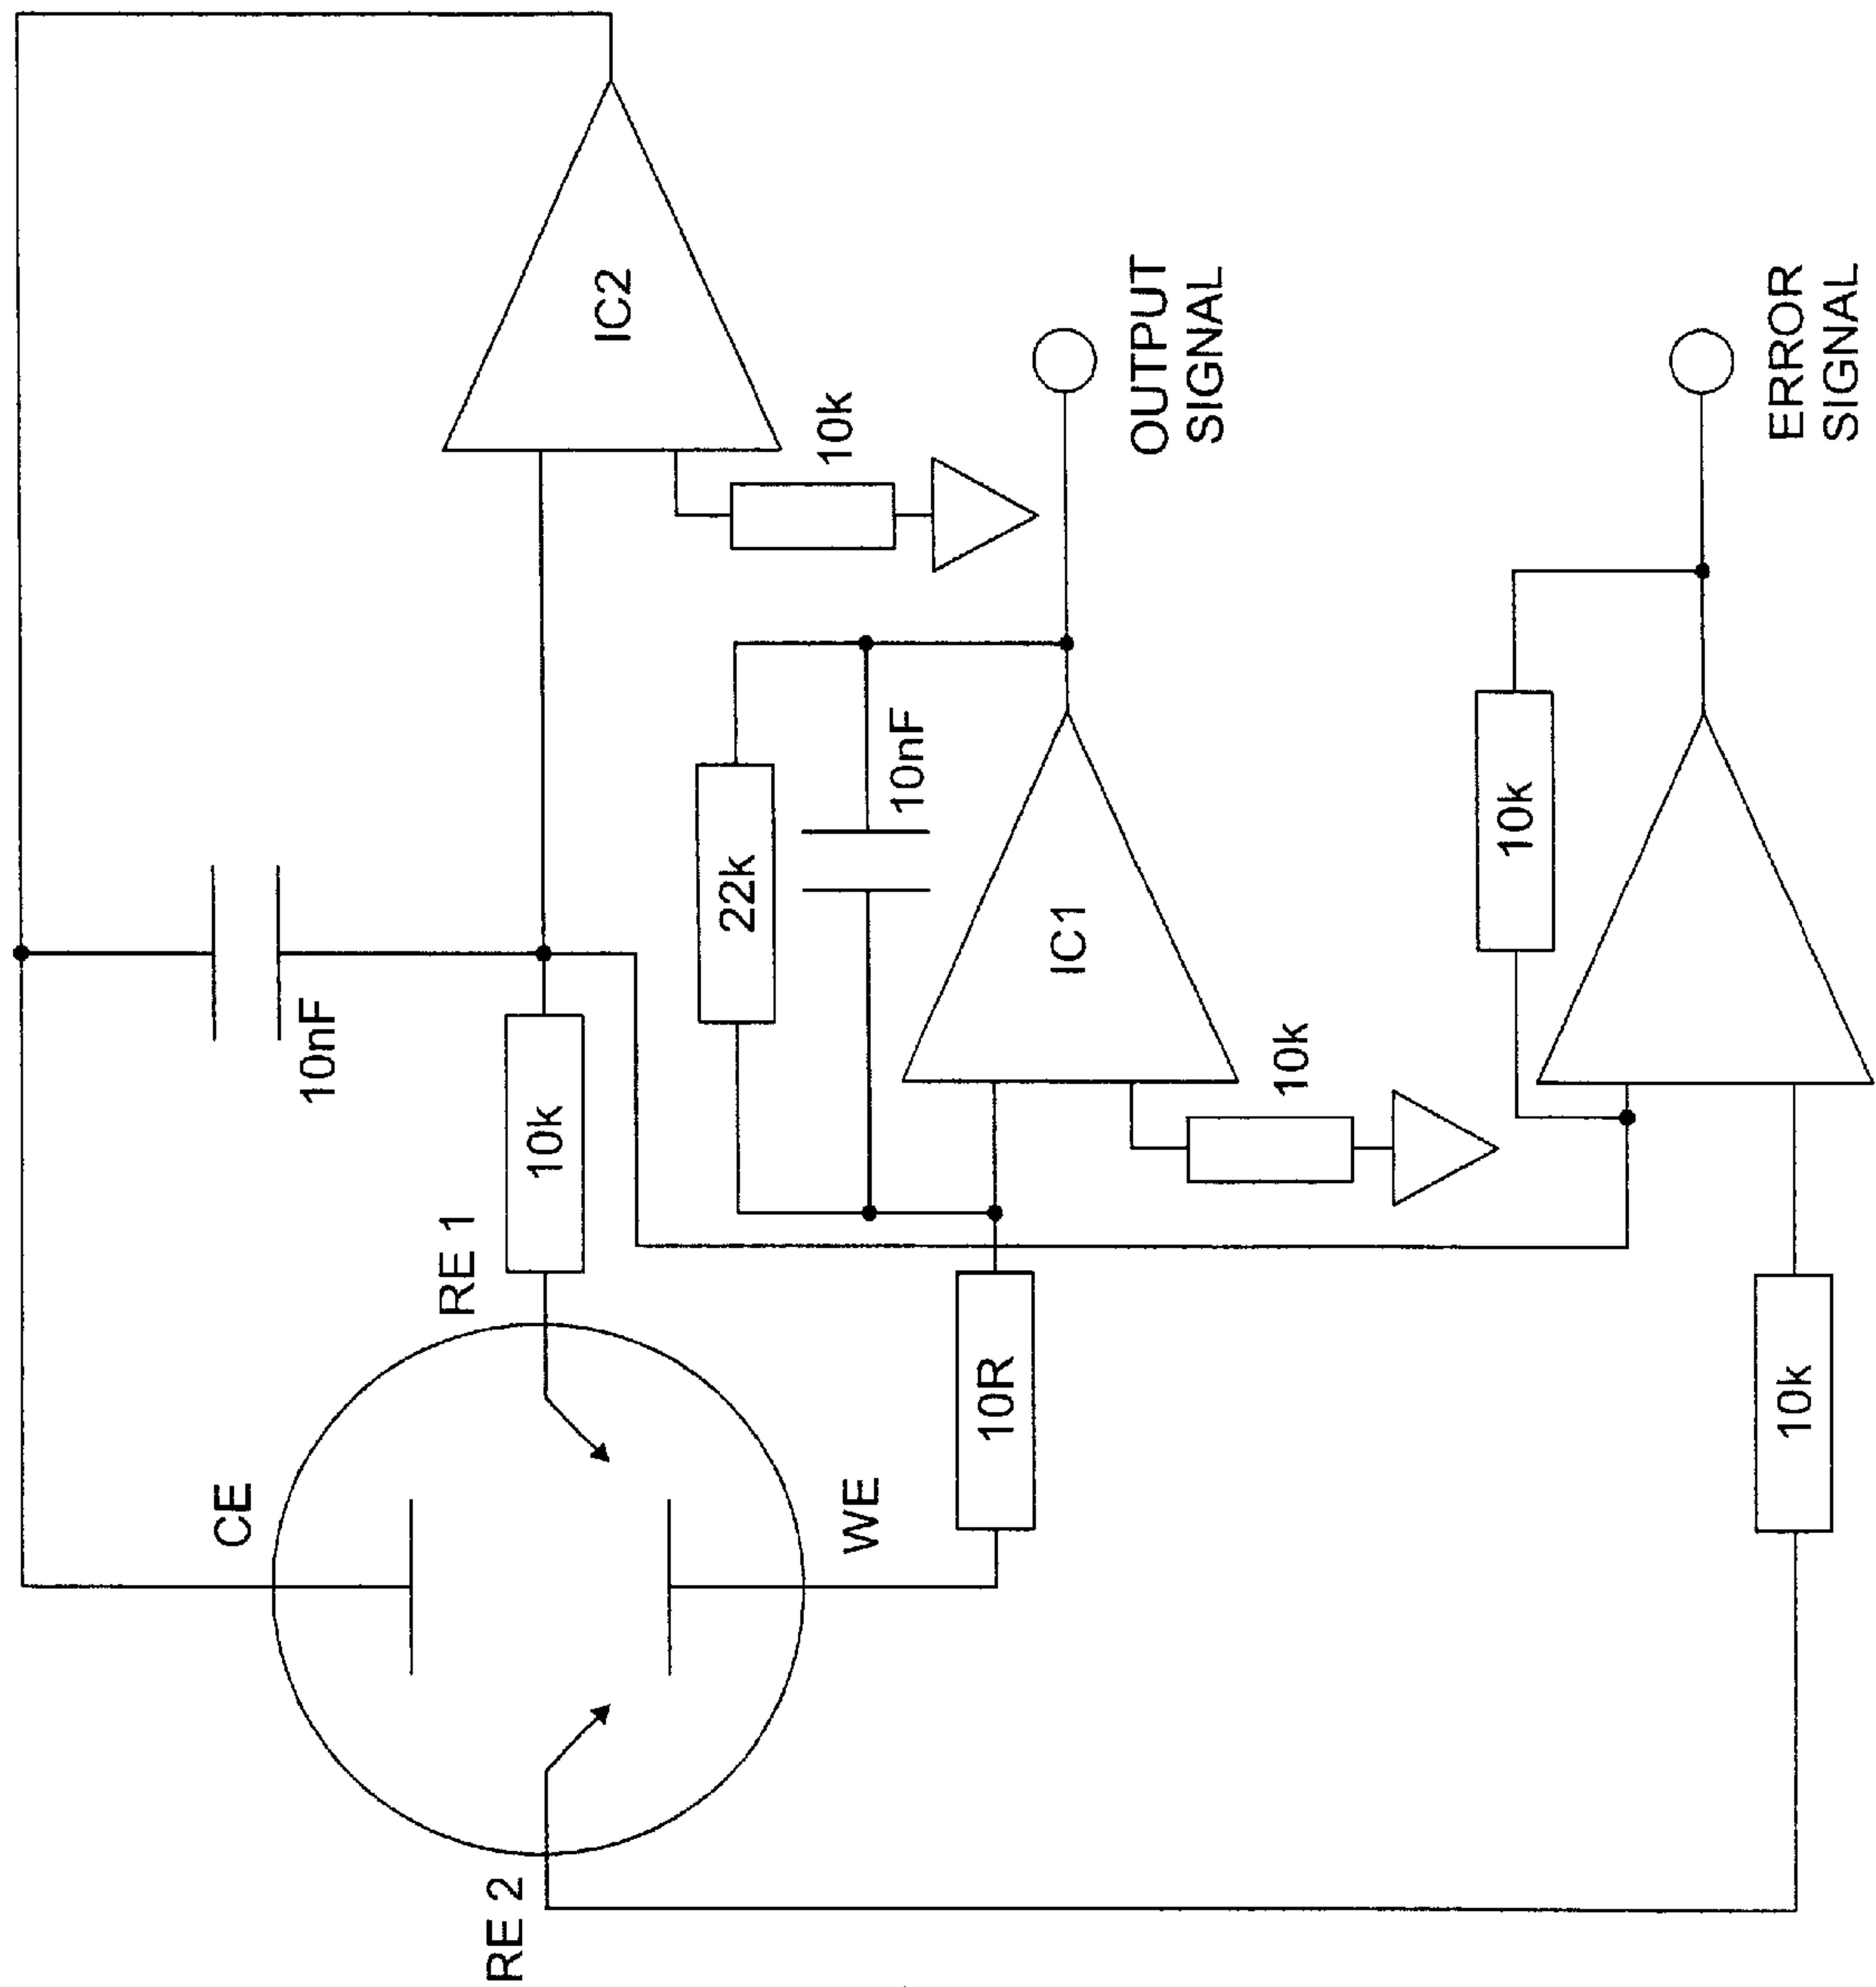 CE
10nF
RE 1
10k
IC2
10k
RE 2
WE
22k
10nF
10R
IC1
10k
OUTPUT
SIGNAL
10k
10k
ERROR
SIGNAL